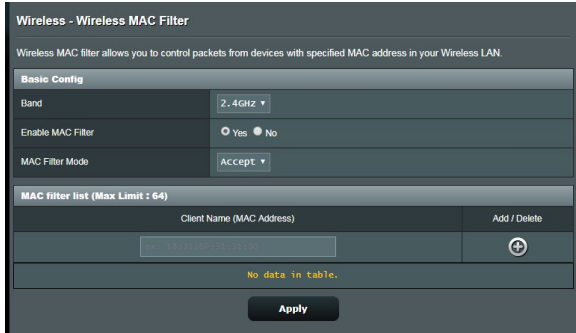 Wireless - Wireless MAC Filter
Wireless MAC filter allows you to control packets from devices with specified MAC address in your Wireless LAN.
Basic Config
Band 2.4GHz
Enable MAC Filter Yes No
MAC Filter Mode Accept
MAC filter list (Max Limit : 64)
Client Name (MAC Address) Add / Delete
No data in table.
Apply